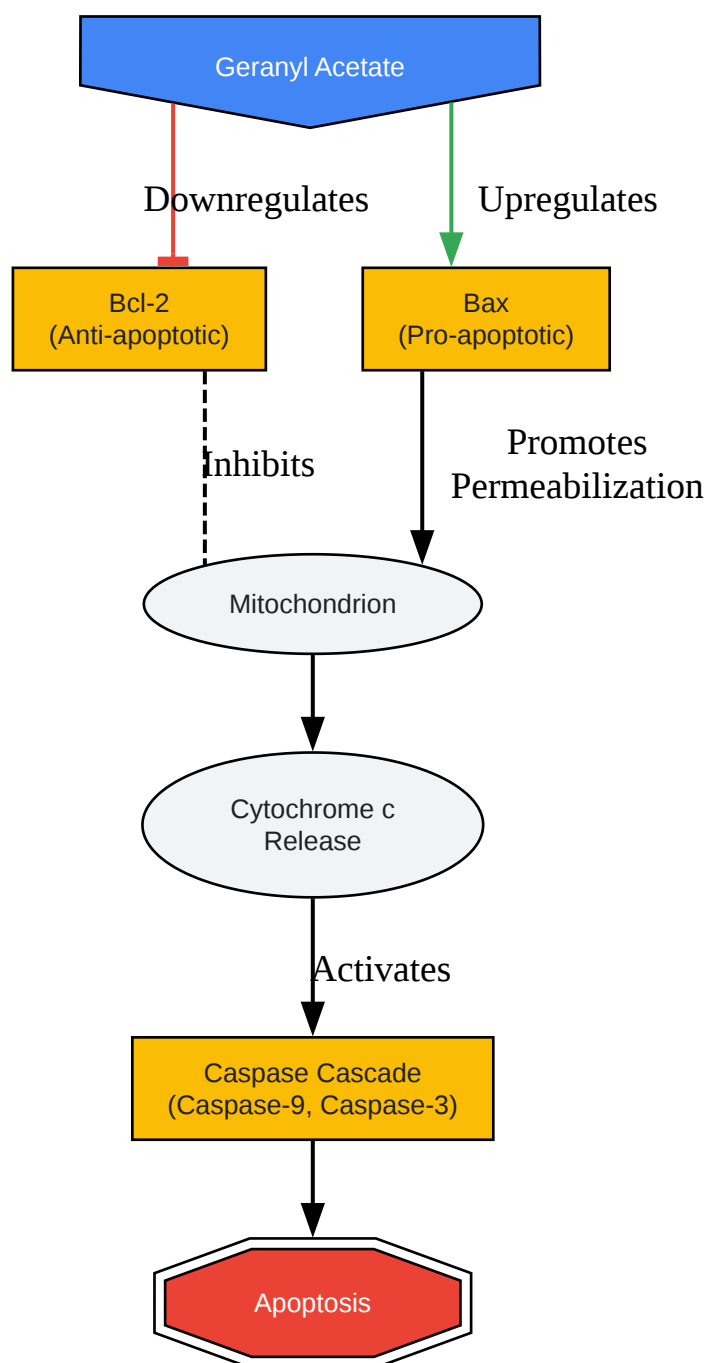 Geranyl Acetate
Downregulates
Upregulates
Bcl-2
(Anti-apoptotic)
Bax
(Pro-apoptotic)
Inhibits
Promotes
Permeabilization
Mitochondrion
Cytochrome c
Release
Activates
Caspase Cascade
(Caspase-9, Caspase-3)
Apoptosis